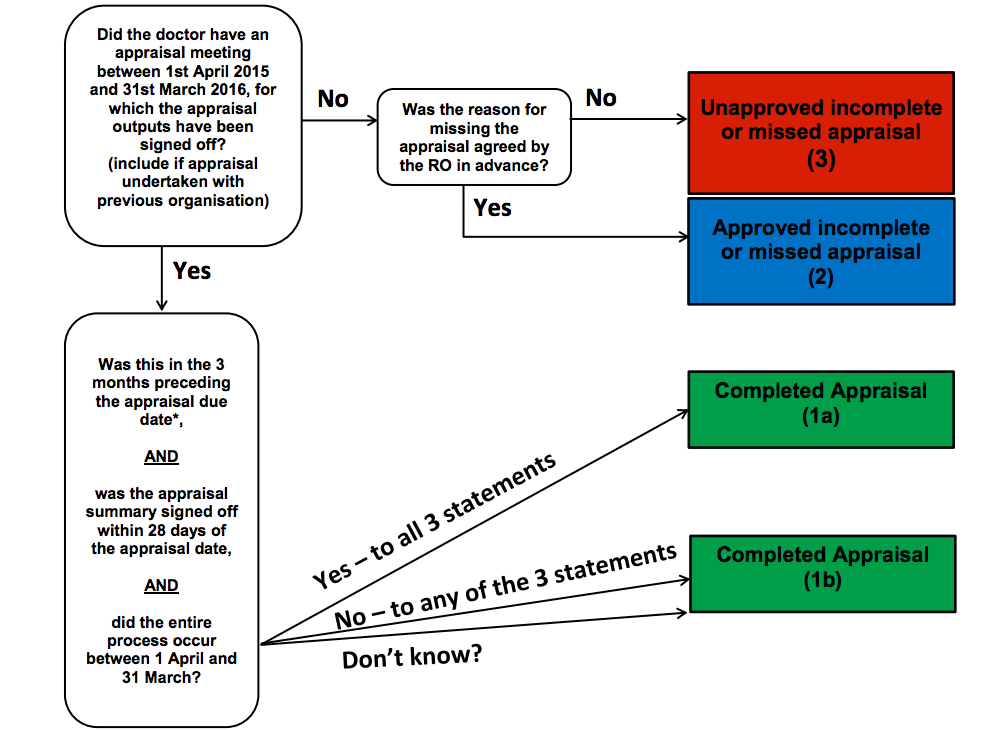 Did the doctor have an
appraisal meeting
between 1st April 2015
and 31st March 2016, for
which the appraisal
outputs have been
signed off?
(include if appraisal
undertaken with
previous organisation)
No
Was the reason for
missing the
appraisal agreed by
the RO in advance?
No
Unapproved incomplete
or missed appraisal
(3)
Yes
Approved incomplete
or missed appraisal
(2)
Yes
Was this in the 3
months preceding
the appraisal due
date*,
AND
was the appraisal
summary signed off
within 28 days of
the appraisal date,
AND
did the entire
process occur
between 1 April and
31 March?
Yes – to all 3 statements
Completed Appraisal
(1a)
No – to any of the 3 statements
Don't know?
Completed Appraisal
(1b)